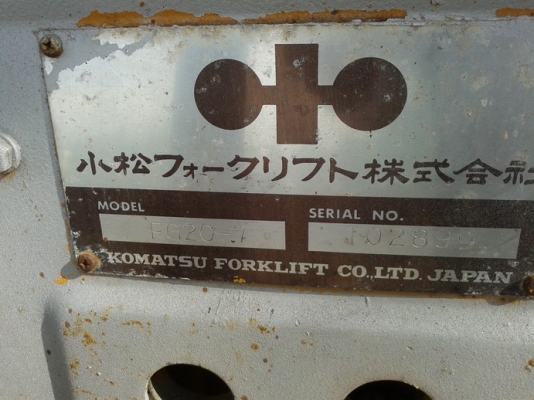 小松フォークリフト株式会社
MODEL SERIAL NO.
KOMATSU FORKLIFT CO.,LTD. JAPAN